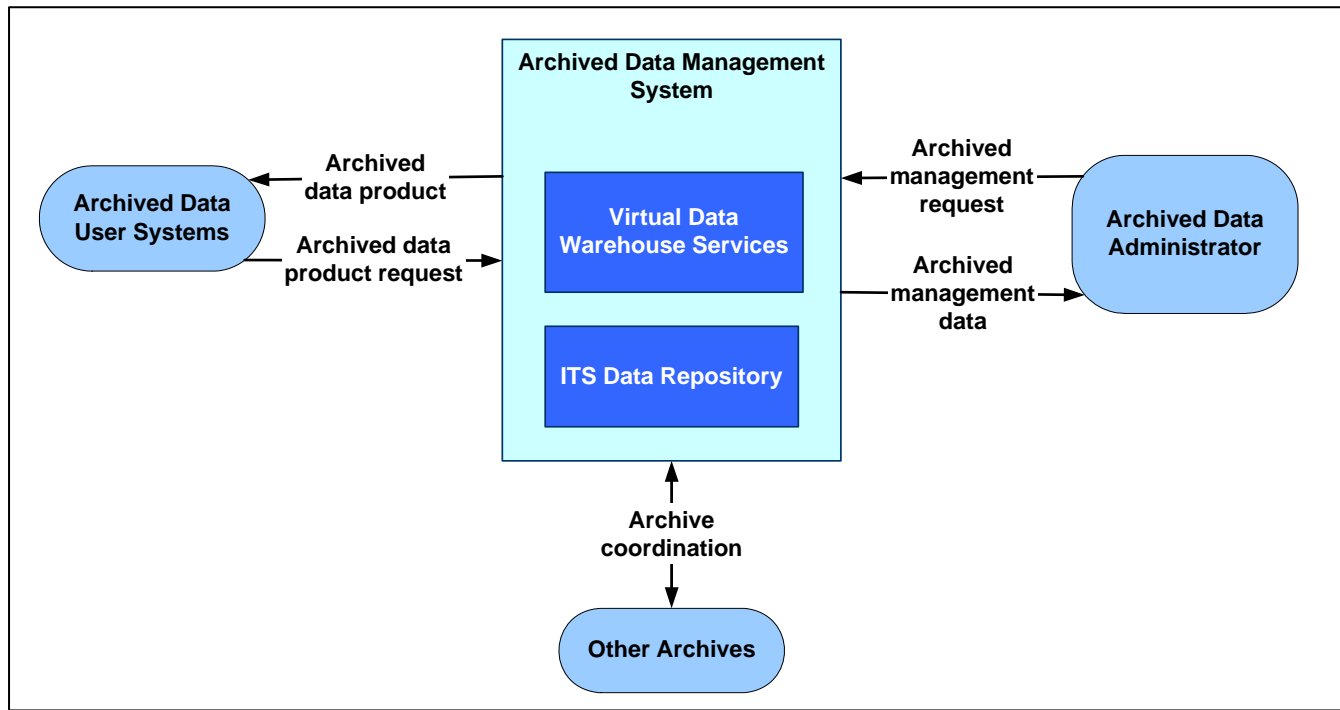 Archived Data Management
System
Archived
data product
Archived Data
User Systems
Archived data
product request
Virtual Data
Warehouse Services
ITS Data Repository
Archived
management
request
Archived Data
Administrator
Archived
management
data
Archive
coordination
Other Archives